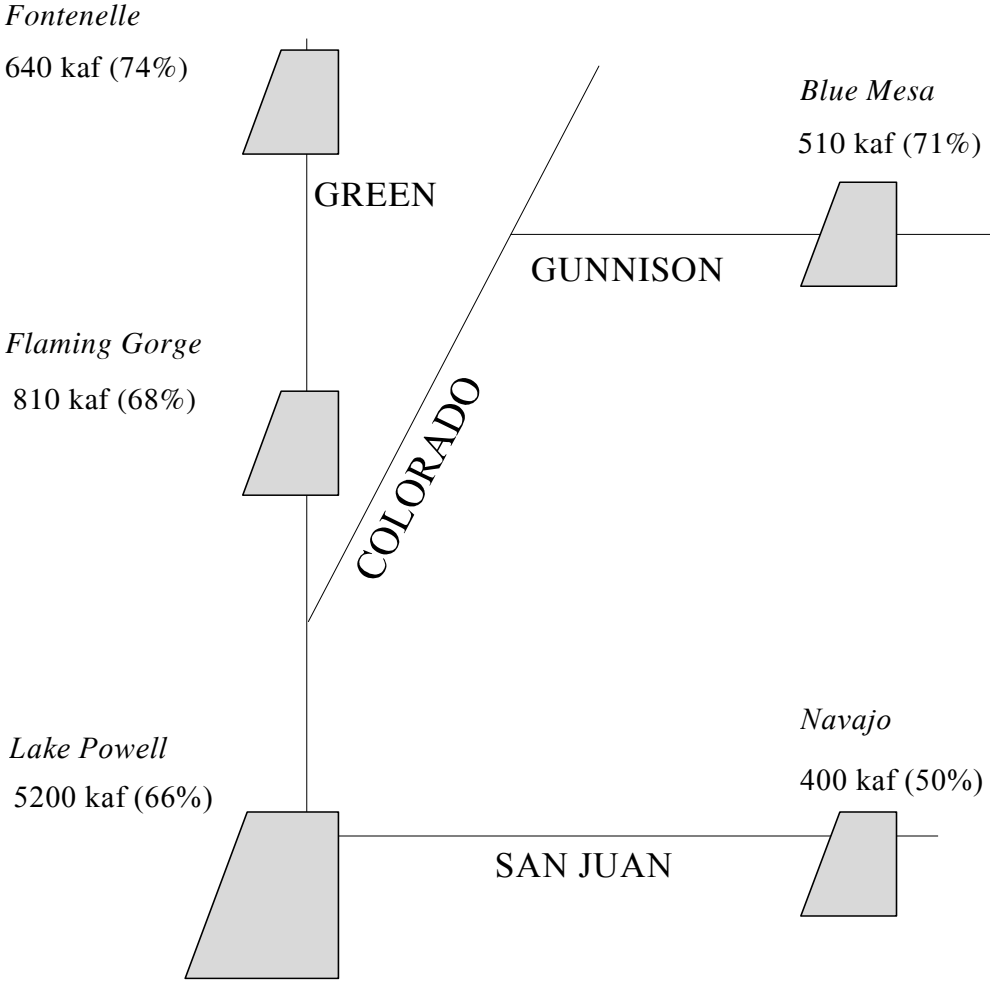 Fontenelle
640 kaf (74%)
Blue Mesa
510 kaf (71%)
GREEN
GUNNISON
Flaming Gorge
810 kaf (68%)
COLORADO
Lake Powell
5200 kaf (66%)
Navajo
400 kaf (50%)
SAN JUAN